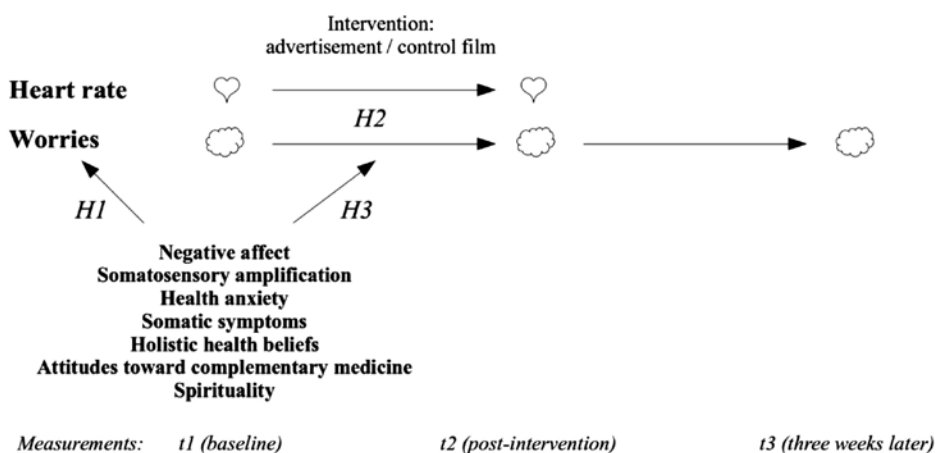 Intervention:
advertisement / control film
Heart rate
H2
Worries
H1
H3
Negative affect
Somatosensory amplification
Health anxiety
Somatic symptoms
Holistic health beliefs
Attitudes toward complementary medicine
Spirituality
Measurements: t1 (baseline) t2 (post-intervention) t3 (three weeks later)